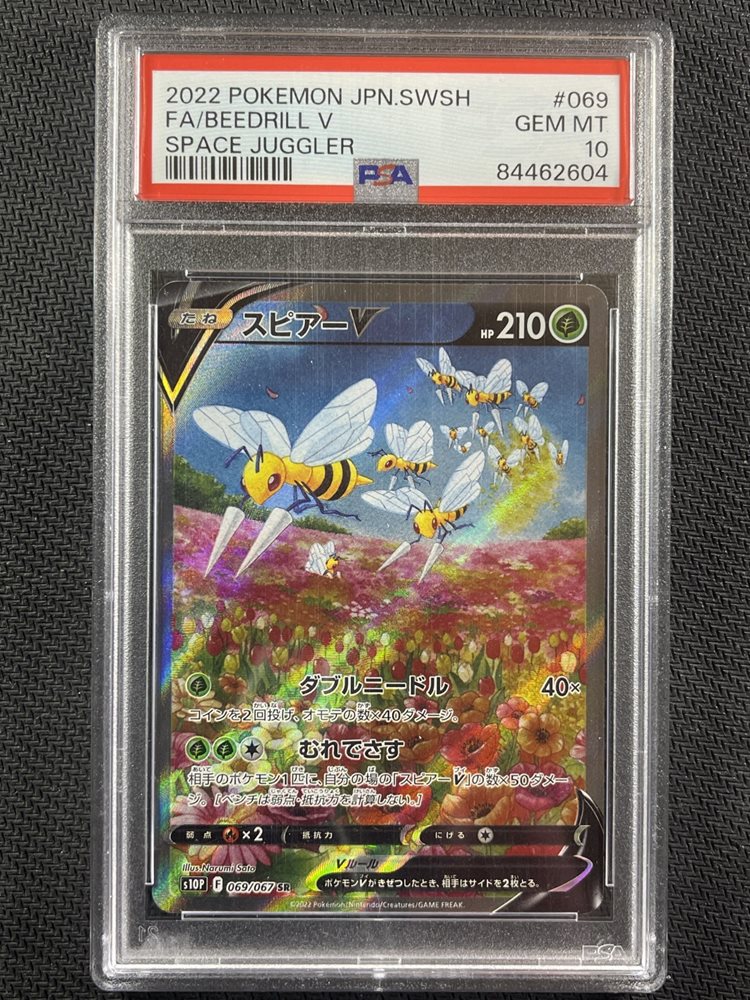 2022 POKEMON JPN.SWSH #069
FA/BEEDRILL V GEM MT
SPACE JUGGLER 10
PSA 84462604
たね スピアーV HP 210
ダブルニードル 40×
コインを2回投げ、オモテの数×40ダメージ。
むれでさす
相手のポケモン1匹に、自分の場の「スピアーV」の数×50ダメー
ジ。[ベンチは弱点・抵抗力を計算しない。]
弱点 ×2 抵抗力 にげる
Illus. Narumi Sato Vルール
s10P F 069/067 SR ポケモンVがきぜつしたとき、相手はサイドを2枚とる。
©2022 Pokémon/Nintendo/Creatures/GAME FREAK.